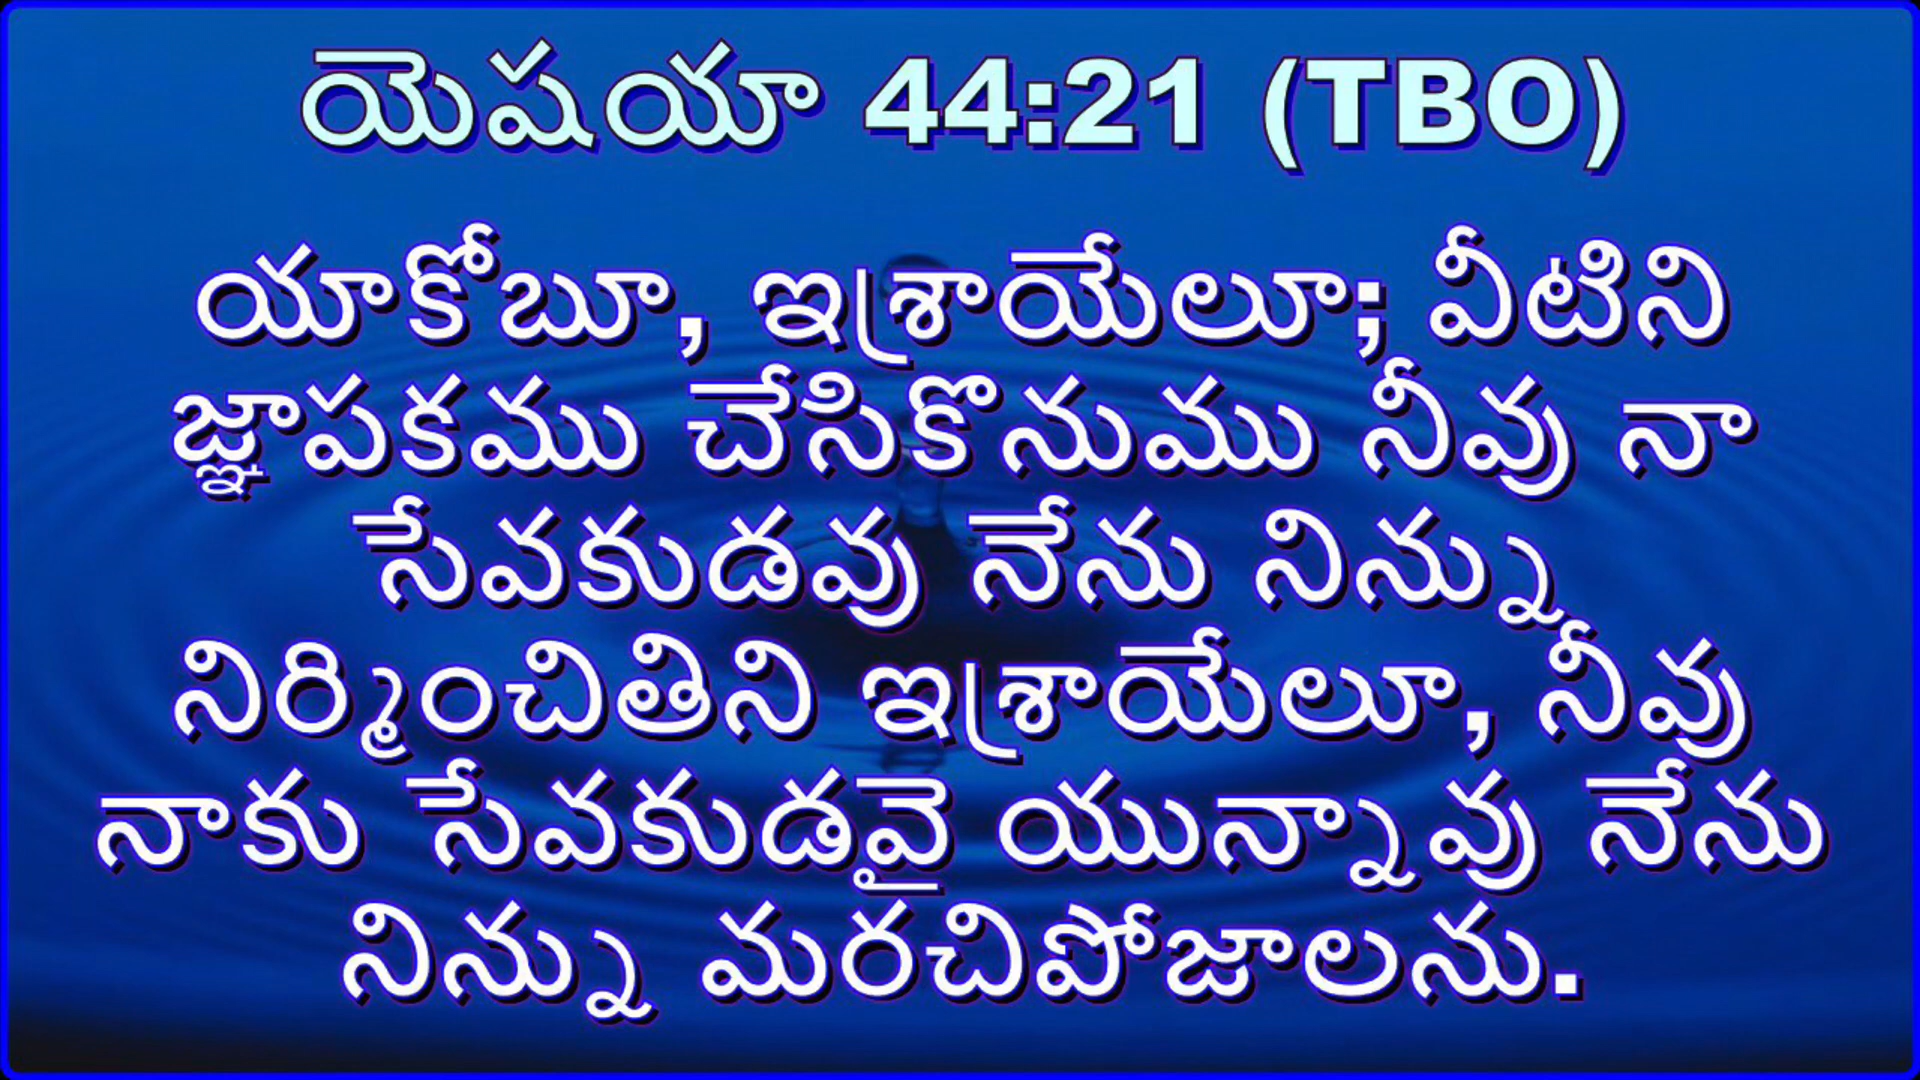 యెషయా 44:21 (TBO)
యాకోబూ, ఇశ్రాయేలూ; వీటిని
జ్ఞాపకము చేసికొనుము నీవు నా
సేవకుడవు నేను నిన్ను
నిర్మించితిని ఇశ్రాయేలూ, నీవు
నాకు సేవకుడవై యున్నావు నేను
నిన్ను మరచిపోజాలను.